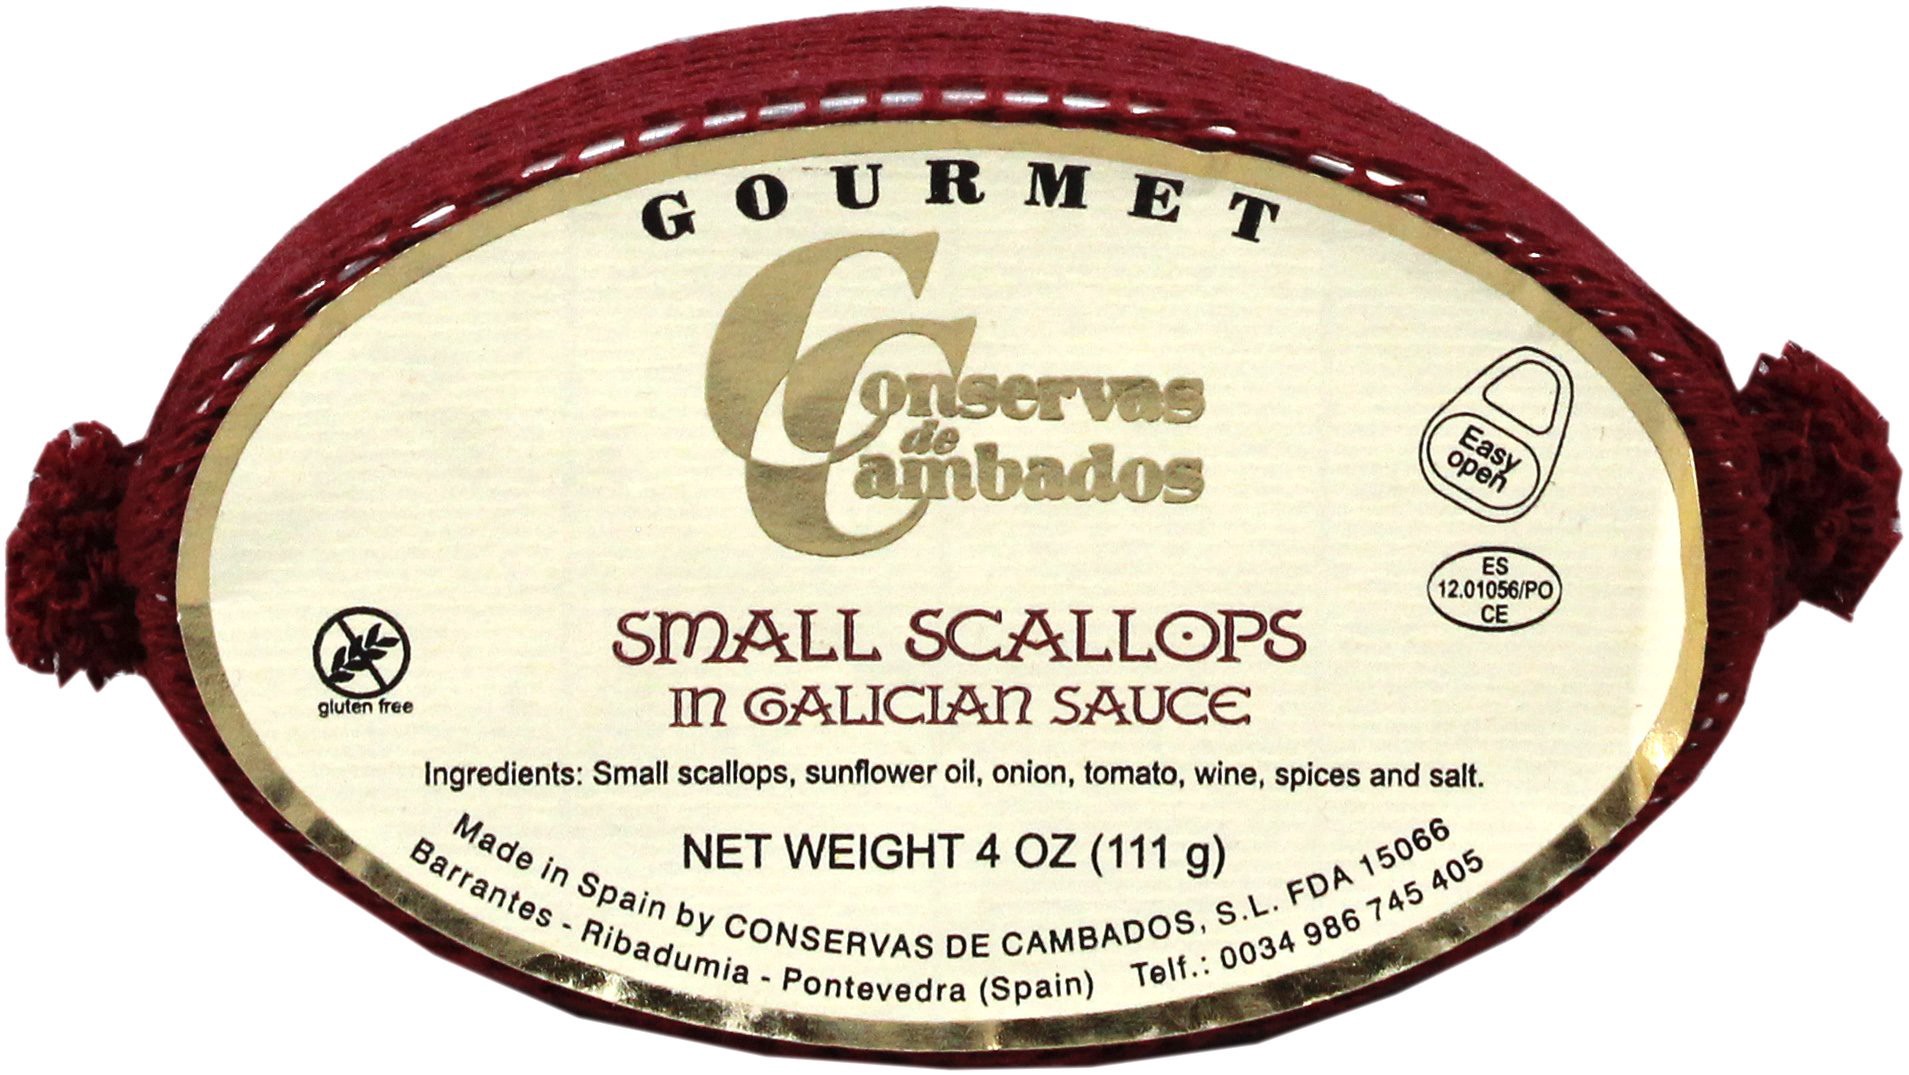 GOURMET
Conservas
de
Cambados
Easy
open
ES
12.01056/PO
CE
gluten free
SMALL SCALLOPS
IN GALICIAN SAUCE
Ingredients: Small scallops, sunflower oil, onion, tomato, wine, spices and salt.
NET WEIGHT 4 OZ (111 g)
Made in Spain by CONSERVAS DE CAMBADOS, S.L. FDA 15066
Barrantes - Ribadumia - Pontevedra (Spain) Telf.: 0034 986 745 405